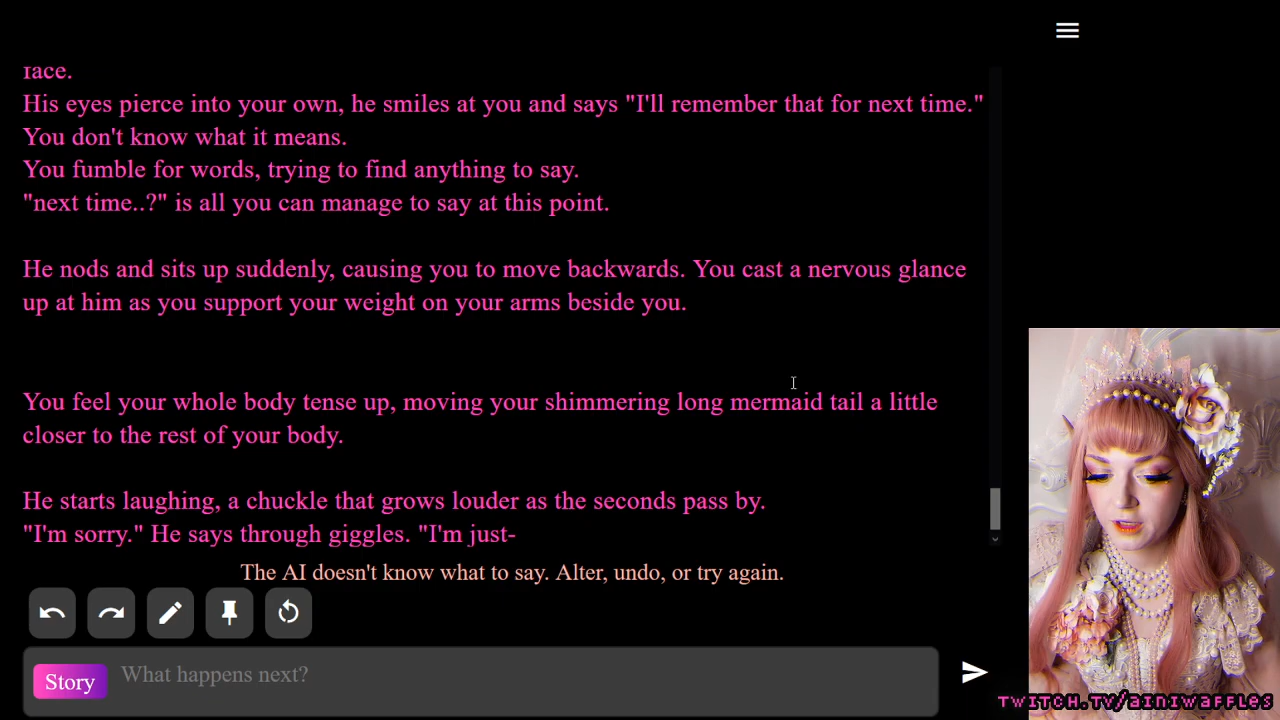 face.
His eyes pierce into your own, he smiles at you and says "I'll remember that for next time."
You don't know what it means.
You fumble for words, trying to find anything to say.
"next time..?" is all you can manage to say at this point.
He nods and sits up suddenly, causing you to move backwards. You cast a nervous glance
up at him as you support your weight on your arms beside you.
You feel your whole body tense up, moving your shimmering long mermaid tail a little
closer to the rest of your body.
He starts laughing, a chuckle that grows louder as the seconds pass by.
"I'm sorry." He says through giggles. "I'm just-
The AI doesn't know what to say. Alter, undo, or try again.
Story What happens next?
TWITCH.TV/AINIWAFFLES